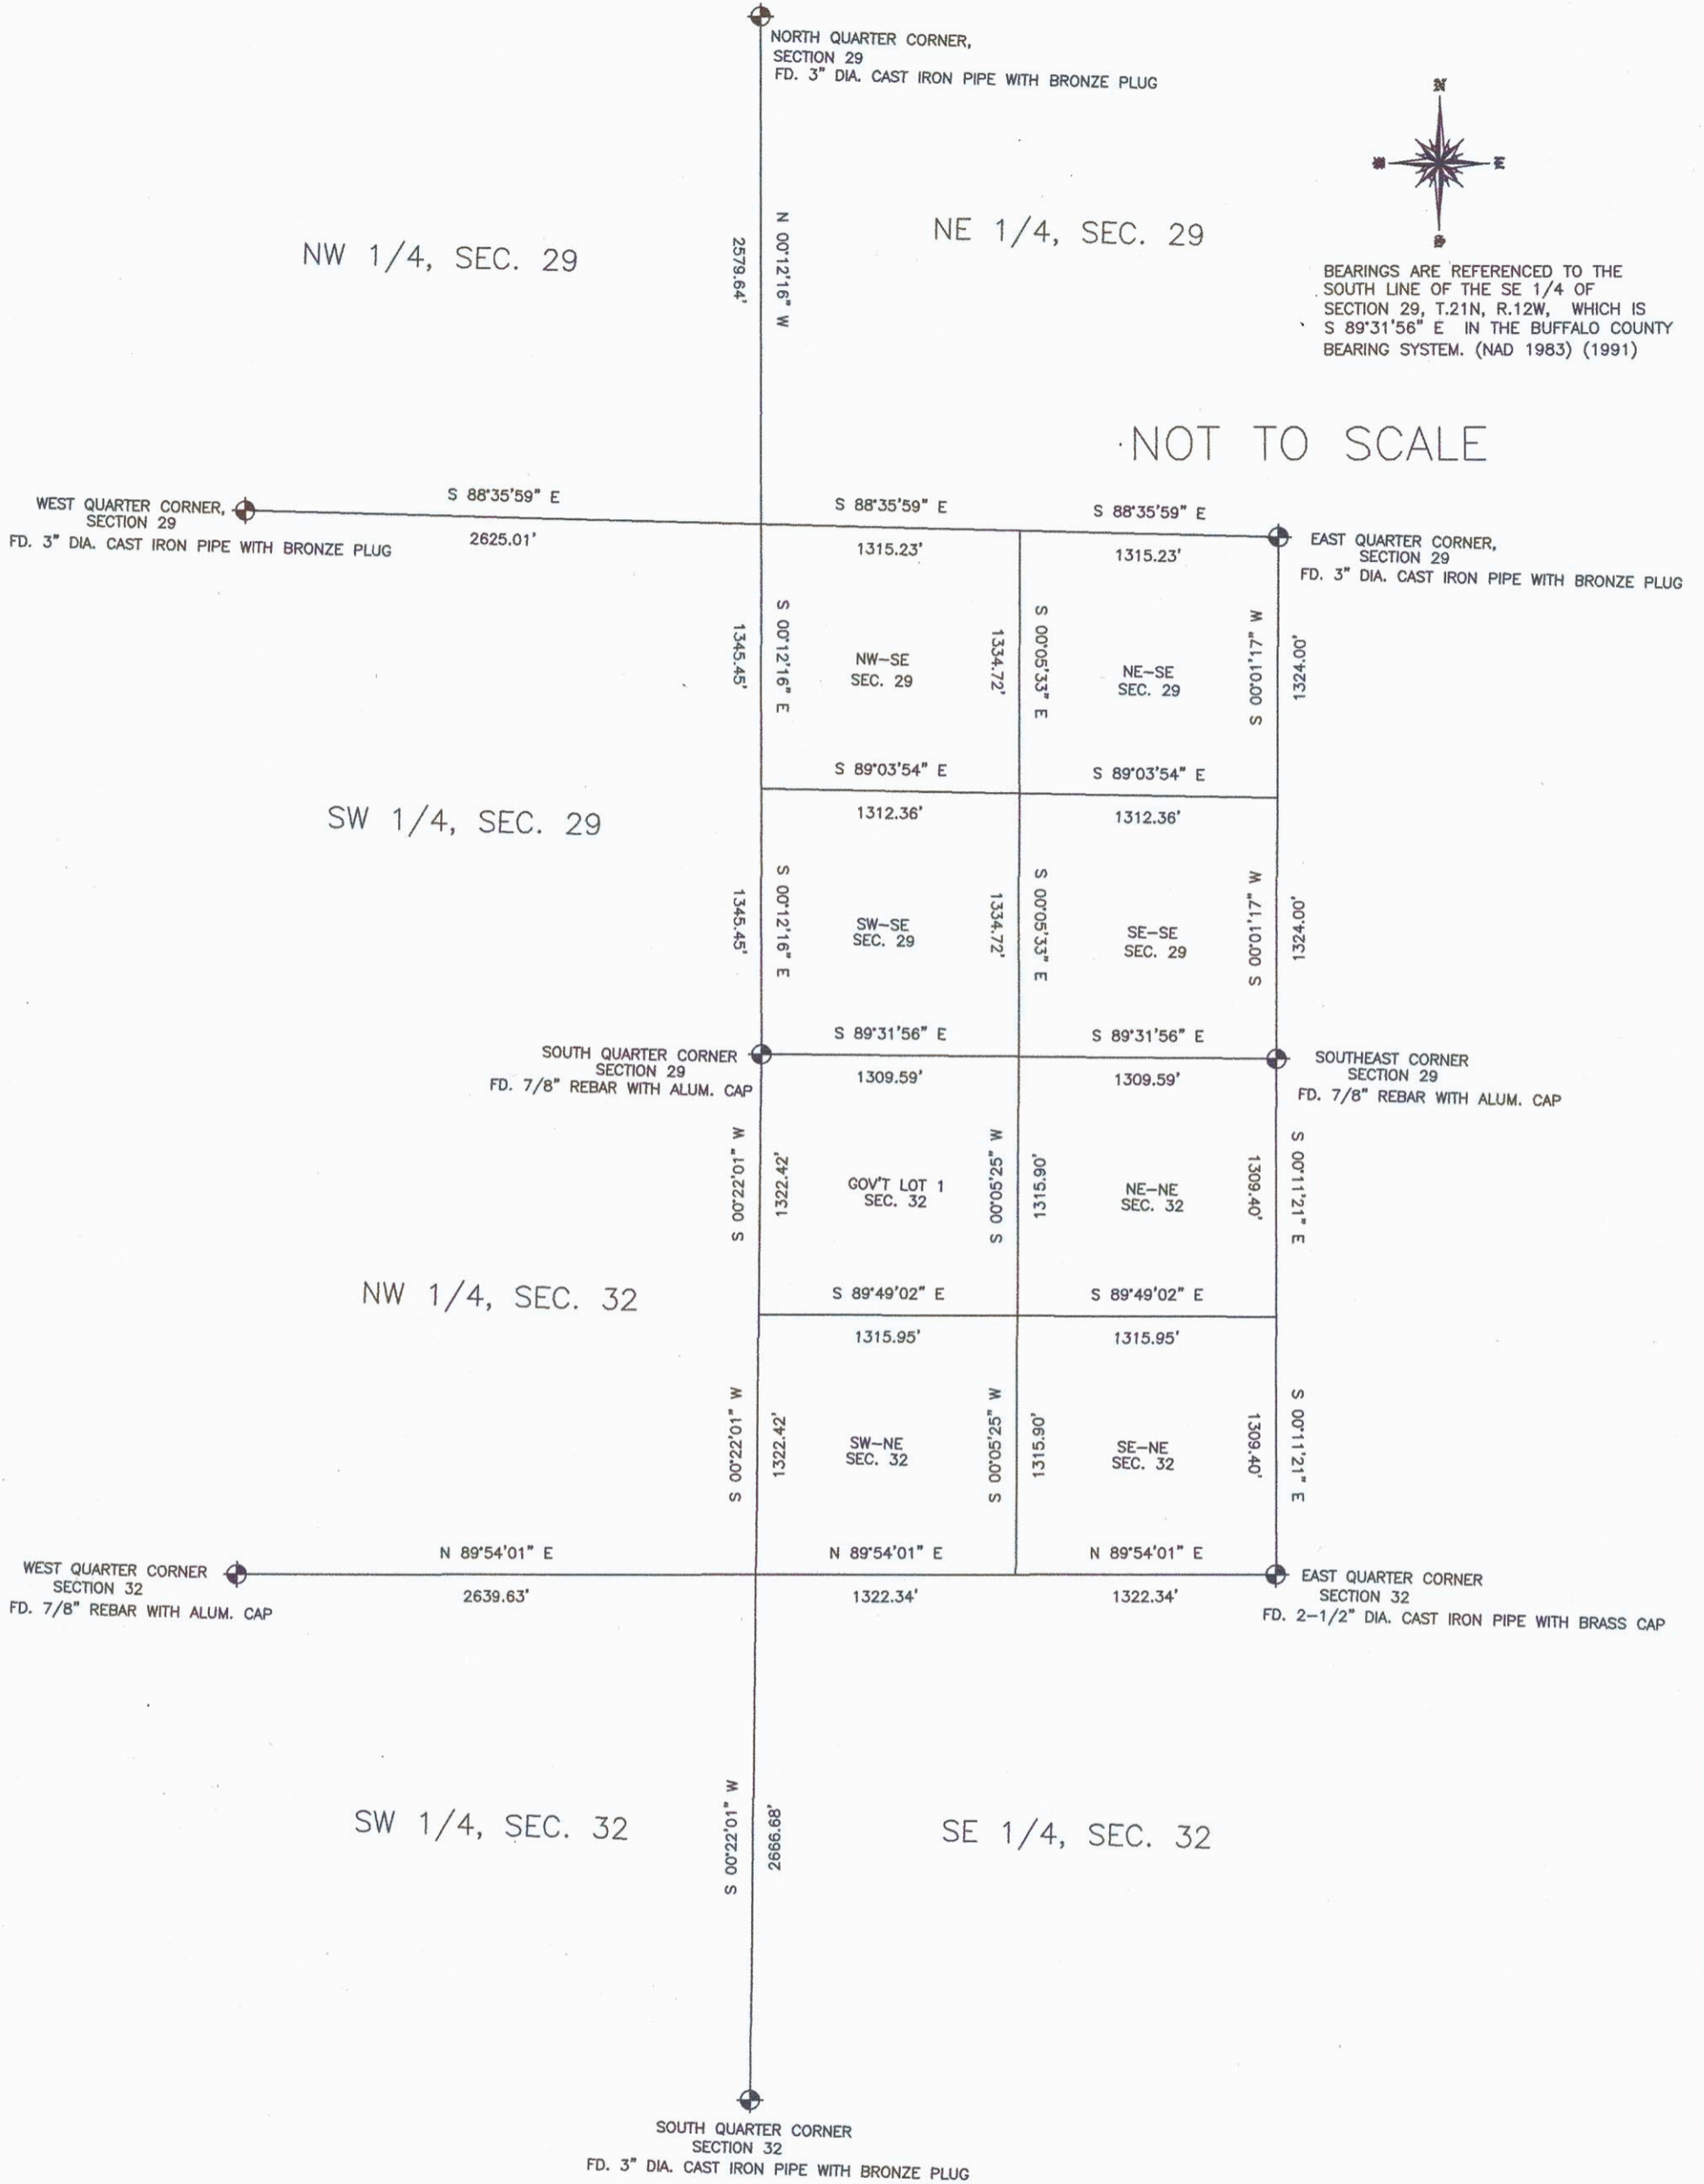 NORTH QUARTER CORNER,
SECTION 29
FD. 3" DIA. CAST IRON PIPE WITH BRONZE PLUG
N
W
E
S
BEARINGS ARE REFERENCED TO THE
SOUTH LINE OF THE SE 1/4 OF
SECTION 29, T.21N, R.12W, WHICH IS
S 89°31'56" E IN THE BUFFALO COUNTY
BEARING SYSTEM. (NAD 1983) (1991)
NW 1/4, SEC. 29
2579.64'
N 00°12'16" W
NE 1/4, SEC. 29
NOT TO SCALE
WEST QUARTER CORNER,
SECTION 29
FD. 3" DIA. CAST IRON PIPE WITH BRONZE PLUG
S 88°35'59" E
2625.01'
S 88°35'59" E
1315.23'
S 88°35'59" E
1315.23'
EAST QUARTER CORNER,
SECTION 29
FD. 3" DIA. CAST IRON PIPE WITH BRONZE PLUG
1345.45'
S 00°12'16" E
NW-SE
SEC. 29
1334.72'
S 00°05'33" E
NE-SE
SEC. 29
S 00°01'17" W
1324.00'
S 89°03'54" E
1312.36'
S 89°03'54" E
1312.36'
SW 1/4, SEC. 29
1345.45'
S 00°12'16" E
SW-SE
SEC. 29
1334.72'
S 00°05'33" E
SE-SE
SEC. 29
S 00°01'17" W
1324.00'
SOUTH QUARTER CORNER
SECTION 29
FD. 7/8" REBAR WITH ALUM. CAP
S 89°31'56" E
1309.59'
S 89°31'56" E
1309.59'
SOUTHEAST CORNER
SECTION 29
FD. 7/8" REBAR WITH ALUM. CAP
S 00°22'01" W
1322.42'
GOV'T LOT 1
SEC. 32
S 00°05'25" W
1315.90'
NE-NE
SEC. 32
1309.40'
S 00°11'21" E
NW 1/4, SEC. 32
S 89°49'02" E
1315.95'
S 89°49'02" E
1315.95'
S 00°22'01" W
1322.42'
SW-NE
SEC. 32
S 00°05'25" W
1315.90'
SE-NE
SEC. 32
1309.40'
S 00°11'21" E
WEST QUARTER CORNER
SECTION 32
FD. 7/8" REBAR WITH ALUM. CAP
N 89°54'01" E
2639.63'
N 89°54'01" E
1322.34'
N 89°54'01" E
1322.34'
EAST QUARTER CORNER
SECTION 32
FD. 2-1/2" DIA. CAST IRON PIPE WITH BRASS CAP
SW 1/4, SEC. 32
S 00°22'01" W
2666.68'
SE 1/4, SEC. 32
SOUTH QUARTER CORNER
SECTION 32
FD. 3" DIA. CAST IRON PIPE WITH BRONZE PLUG